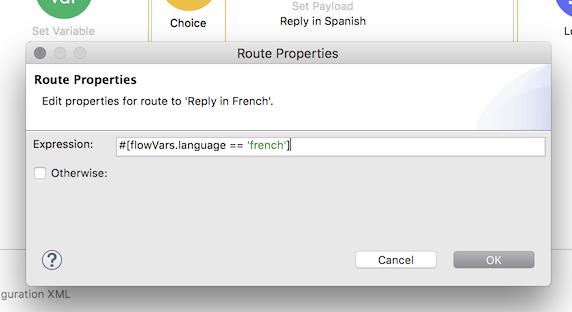 var
Set Variable
Choice
Set Payload
Reply in Spanish
Lo
Route Properties
Route Properties
Edit properties for route to 'Reply in French'.
Expression: #[flowVars.language == 'french']
Otherwise:
? Cancel OK
guration XML